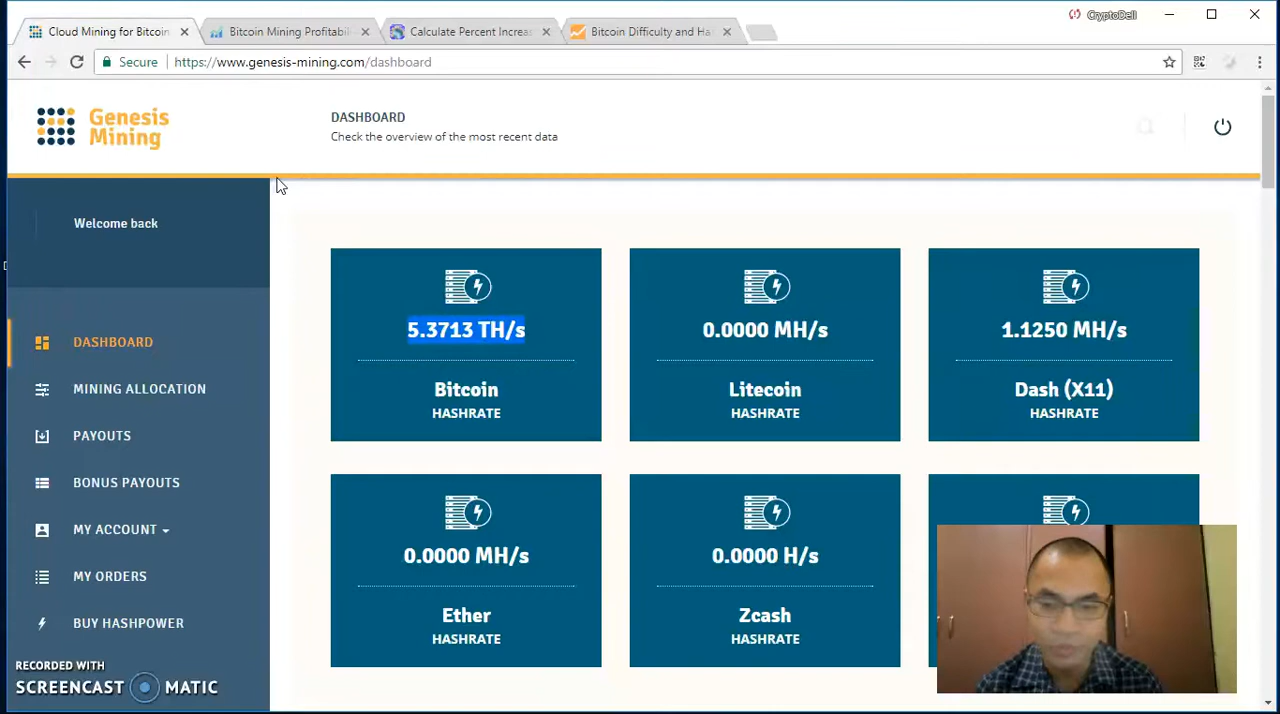 Cloud Mining for Bitcoin
Bitcoin Mining Profitabili
Calculate Percent Increa
Bitcoin Difficulty and Ha
CryptoDell
Secure
https://www.genesis-mining.com/dashboard
Genesis
Mining
DASHBOARD
Check the overview of the most recent data
Welcome back
DASHBOARD
MINING ALLOCATION
PAYOUTS
BONUS PAYOUTS
MY ACCOUNT
MY ORDERS
BUY HASHPOWER
5.3713 TH/s
Bitcoin
HASHRATE
0.0000 MH/s
Litecoin
HASHRATE
1.1250 MH/s
Dash (X11)
HASHRATE
0.0000 MH/s
Ether
HASHRATE
0.0000 H/s
Zcash
HASHRATE
RECORDED WITH
SCREENCAST MATIC